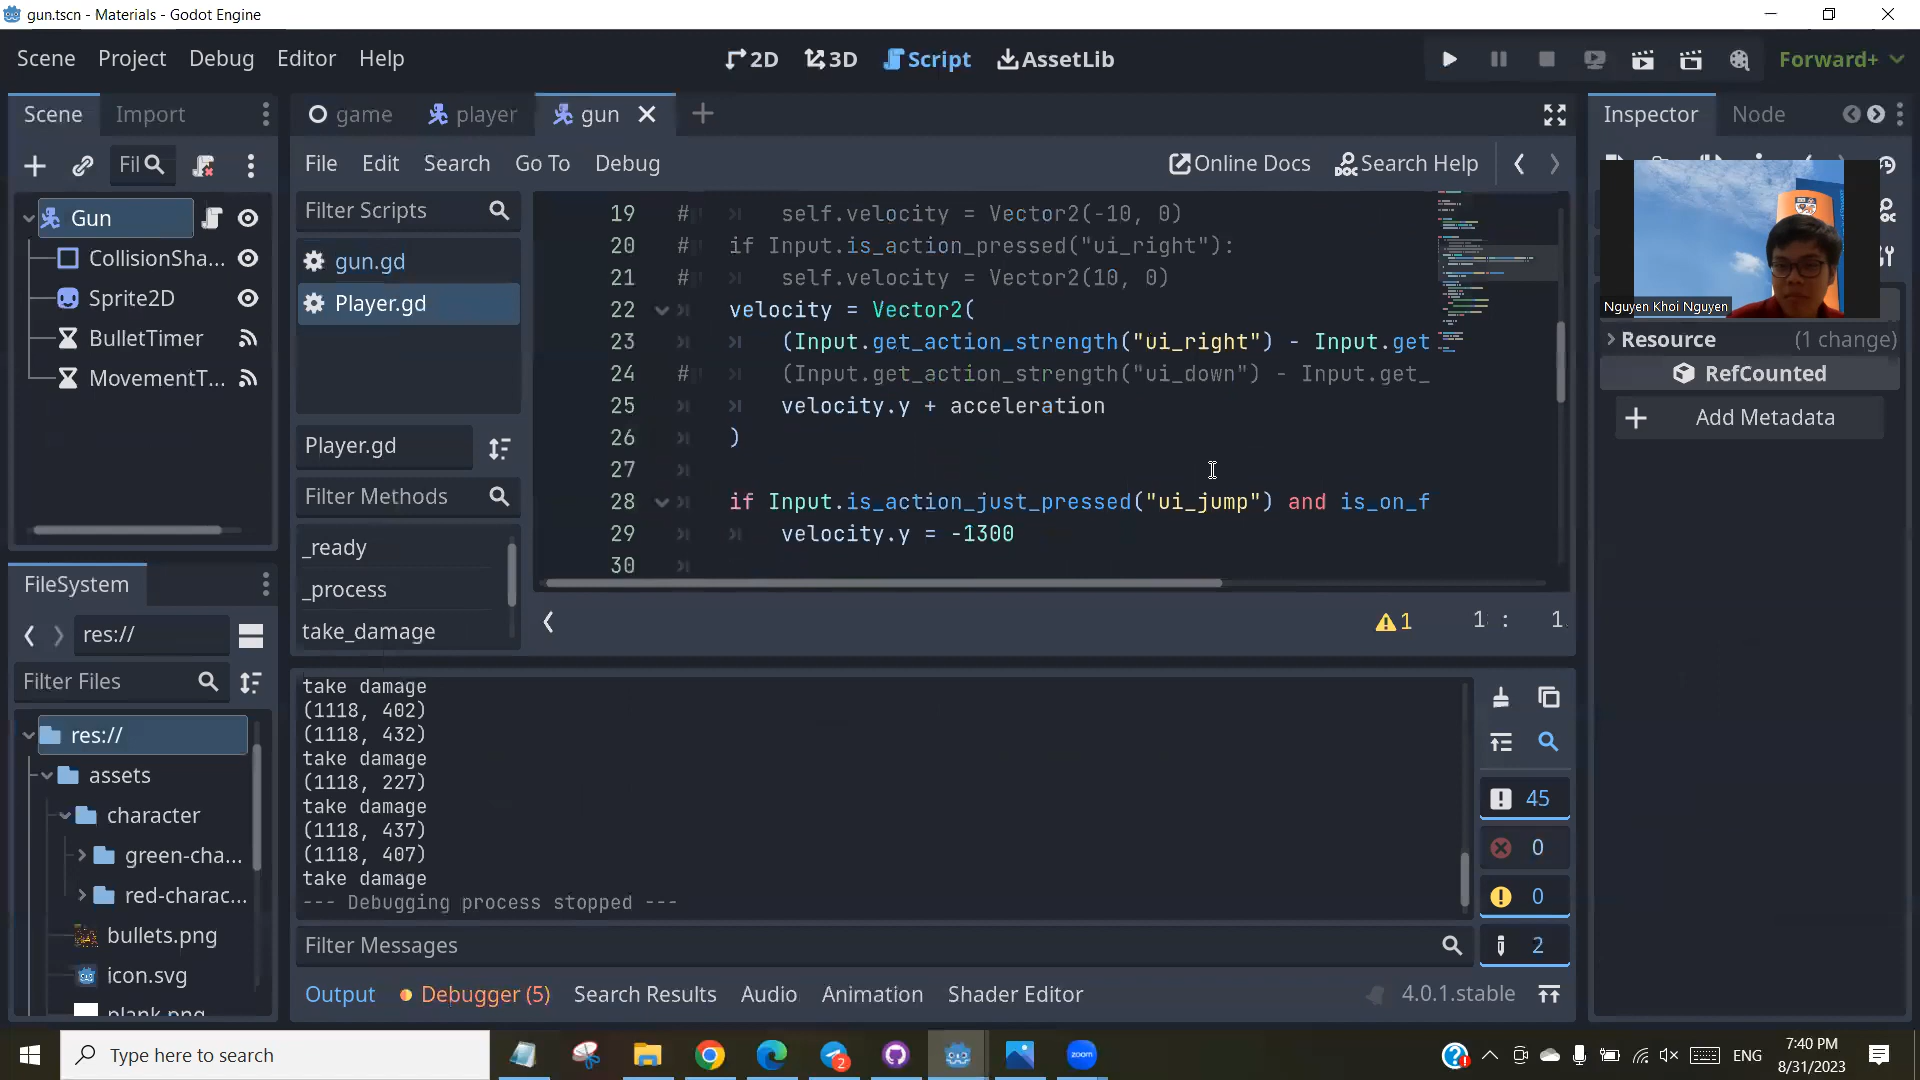 gun.tscn - Materials - Godot Engine
Scene Project Debug Editor Help
2D 3D Script AssetLib
Forward+
Scene Import
game player gun
Inspector Node
Fil
File Edit Search Go To Debug
Online Docs Search Help
Gun
CollisionSha...
Sprite2D
BulletTimer
MovementT...
Filter Scripts
gun.gd
Player.gd
Player.gd
Filter Methods
_ready
_process
take_damage
19 # self.velocity = Vector2(-10, 0)
20 # if Input.is_action_pressed("ui_right"):
21 # self.velocity = Vector2(10, 0)
22 velocity = Vector2(
23 (Input.get_action_strength("ui_right") - Input.get
24 # (Input.get_action_strength("ui_down") - Input.get_
25 velocity.y + acceleration
26 )
27
28 if Input.is_action_just_pressed("ui_jump") and is_on_f
29 velocity.y = -1300
30
1 1 : 1
Nguyen Khoi Nguyen
Resource (1 change)
RefCounted
Add Metadata
FileSystem
res://
Filter Files
res://
assets
character
green-cha...
red-charac...
bullets.png
icon.svg
plank.png
take damage
(1118, 402)
(1118, 432)
take damage
(1118, 227)
take damage
(1118, 437)
(1118, 407)
take damage
--- Debugging process stopped ---
45
0
0
2
Filter Messages
Output Debugger (5) Search Results Audio Animation Shader Editor
4.0.1.stable
Type here to search
2
zoom
ENG
7:40 PM
8/31/2023